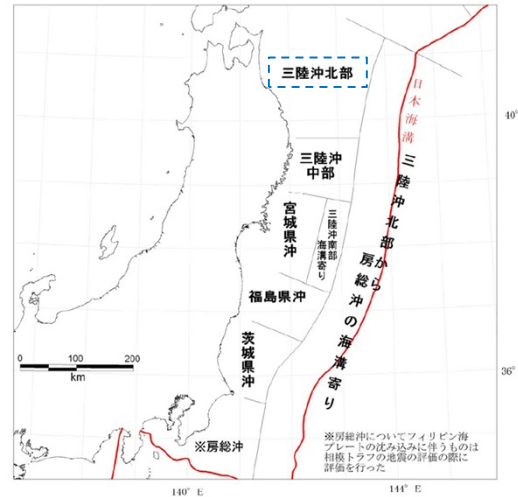 三陸沖北部
日本海溝
40°
三陸沖
中部
宮城県沖
三陸沖南部
海溝寄り
三陸沖北部から
房総沖の海溝寄り
福島県沖
茨城県沖
0 100 200
km
36°
※房総沖
※房総沖についてフィリピン海
プレートの沈み込みに伴うものは
相模トラフの地震の評価の際に
評価を行った
140° E
144° E